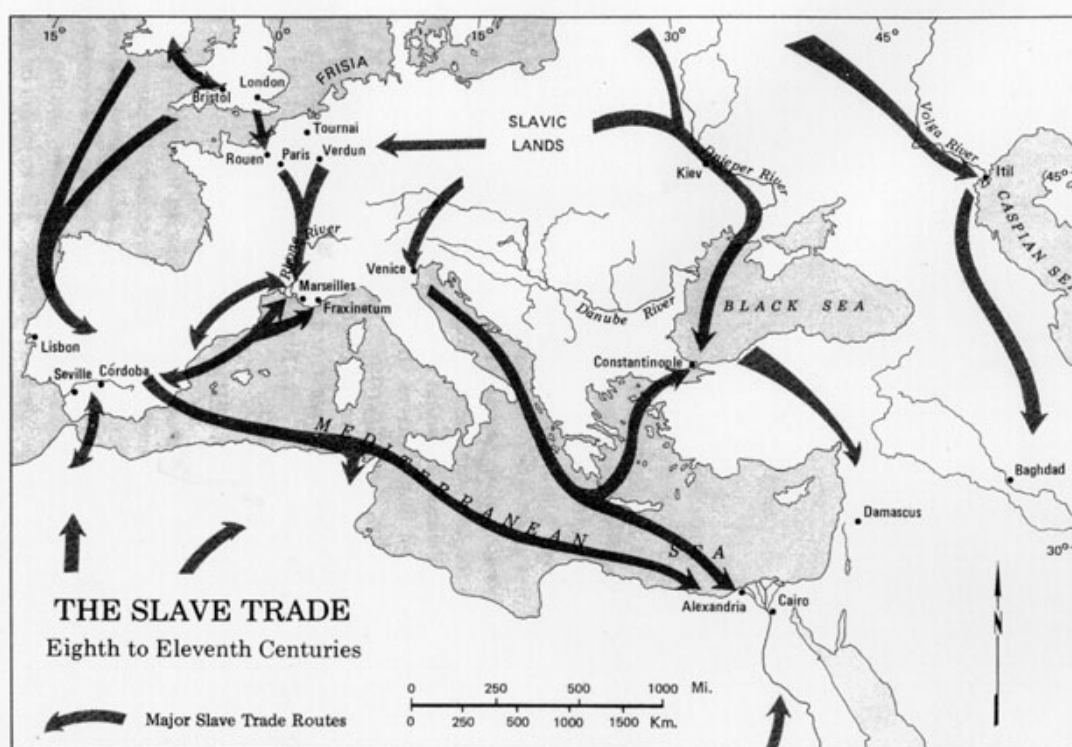 15°
0°
15°
30°
45°
FRISIA
London
Bristol
Tournai
SLAVIC
LANDS
Rouen
Paris
Verdun
Kiev
Dnieper River
Volga River
Itil
45°
CASPIAN SEA
Rhone River
Venice
Marseilles
Fraxinetum
Danube River
BLACK SEA
Lisbon
Constantinople
Seville
Córdoba
MEDITERRANEAN SEA
Baghdad
Damascus
30°
THE SLAVE TRADE
Eighth to Eleventh Centuries
Alexandria
Cairo
N
0 250 500 1000 Mi.
0 250 500 1000 1500 Km.
Major Slave Trade Routes